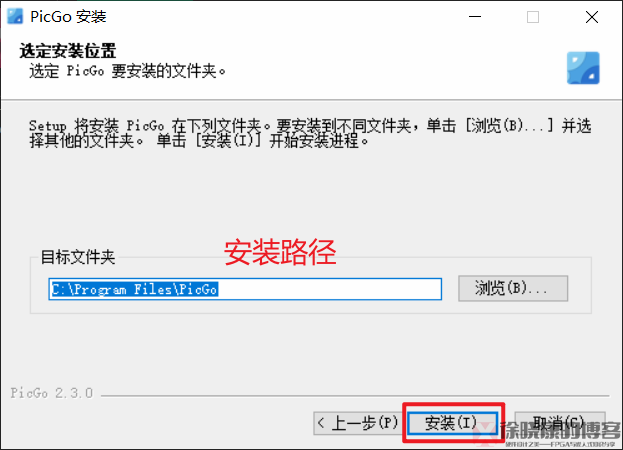 PicGo 安装
选定安装位置
选定 PicGo 要安装的文件夹。
Setup 将安装 PicGo 在下列文件夹。要安装到不同文件夹，单击 [浏览(B)...] 并选
择其他的文件夹。 单击 [安装(I)] 开始安装进程。
安装路径
目标文件夹
C:\Program Files\PicGo
浏览(B)...
PicGo 2.3.0
< 上一步(P)
安装(I)
取消(C)
徐晓康的博客